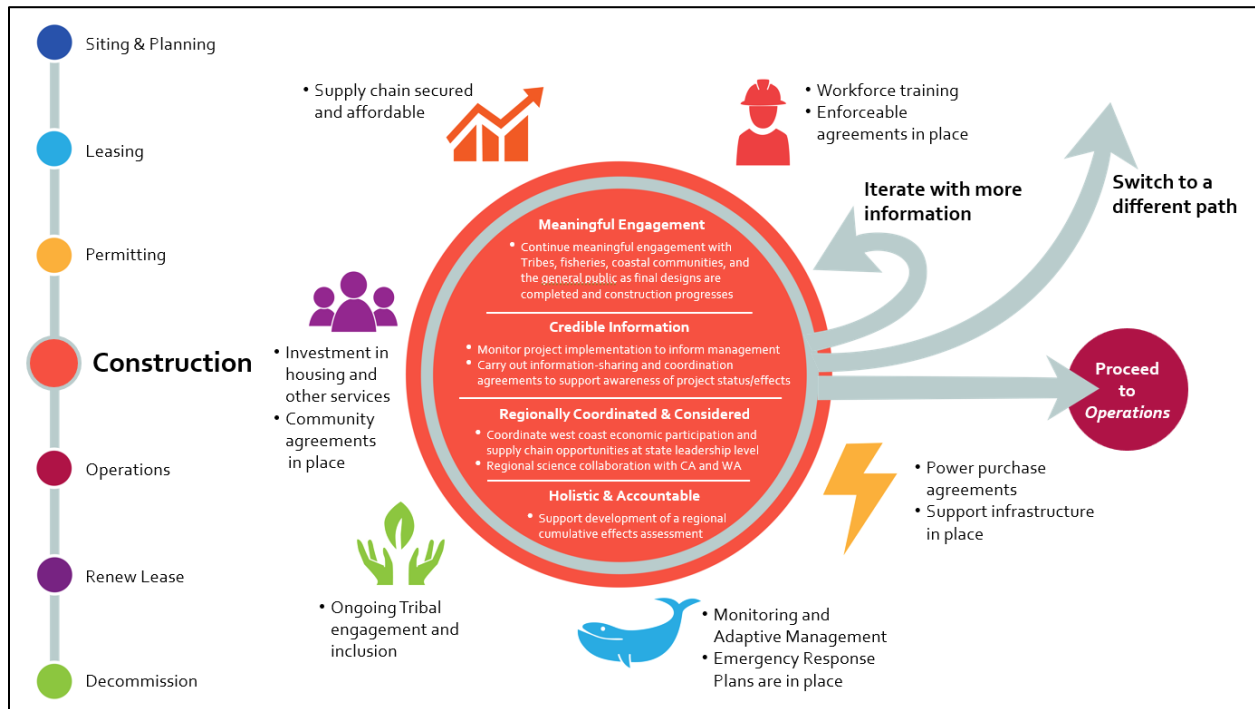 Siting & Planning
Leasing
Permitting
Construction
Operations
Renew Lease
Decommission
• Supply chain secured
and affordable
• Workforce training
• Enforceable
agreements in place
Iterate with more
information
Switch to a
different path
Meaningful Engagement
• Continue meaningful engagement with
Tribes, fisheries, coastal communities, and
the general public as final designs are
completed and construction progresses
Credible Information
• Monitor project implementation to inform management
• Carry out information-sharing and coordination
agreements to support awareness of project status/effects
Regionally Coordinated & Considered
• Coordinate west coast economic participation and
supply chain opportunities at state leadership level
• Regional science collaboration with CA and WA
Holistic & Accountable
• Support development of a regional
cumulative effects assessment
• Investment in
housing and
other services
• Community
agreements
in place
Proceed
to
Operations
• Power purchase
agreements
• Support infrastructure
in place
• Ongoing Tribal
engagement and
inclusion
• Monitoring and
Adaptive Management
• Emergency Response
Plans are in place